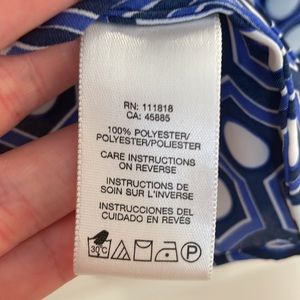 RN: 111818
CA: 45885
100% POLYESTER/
POLYESTER/POLIESTER
CARE INSTRUCTIONS
ON REVERSE
INSTRUCTIONS DE
SOIN SUR L'INVERSE
INSTRUCCIONES DEL
CUIDADO EN REVÉS
30°C P